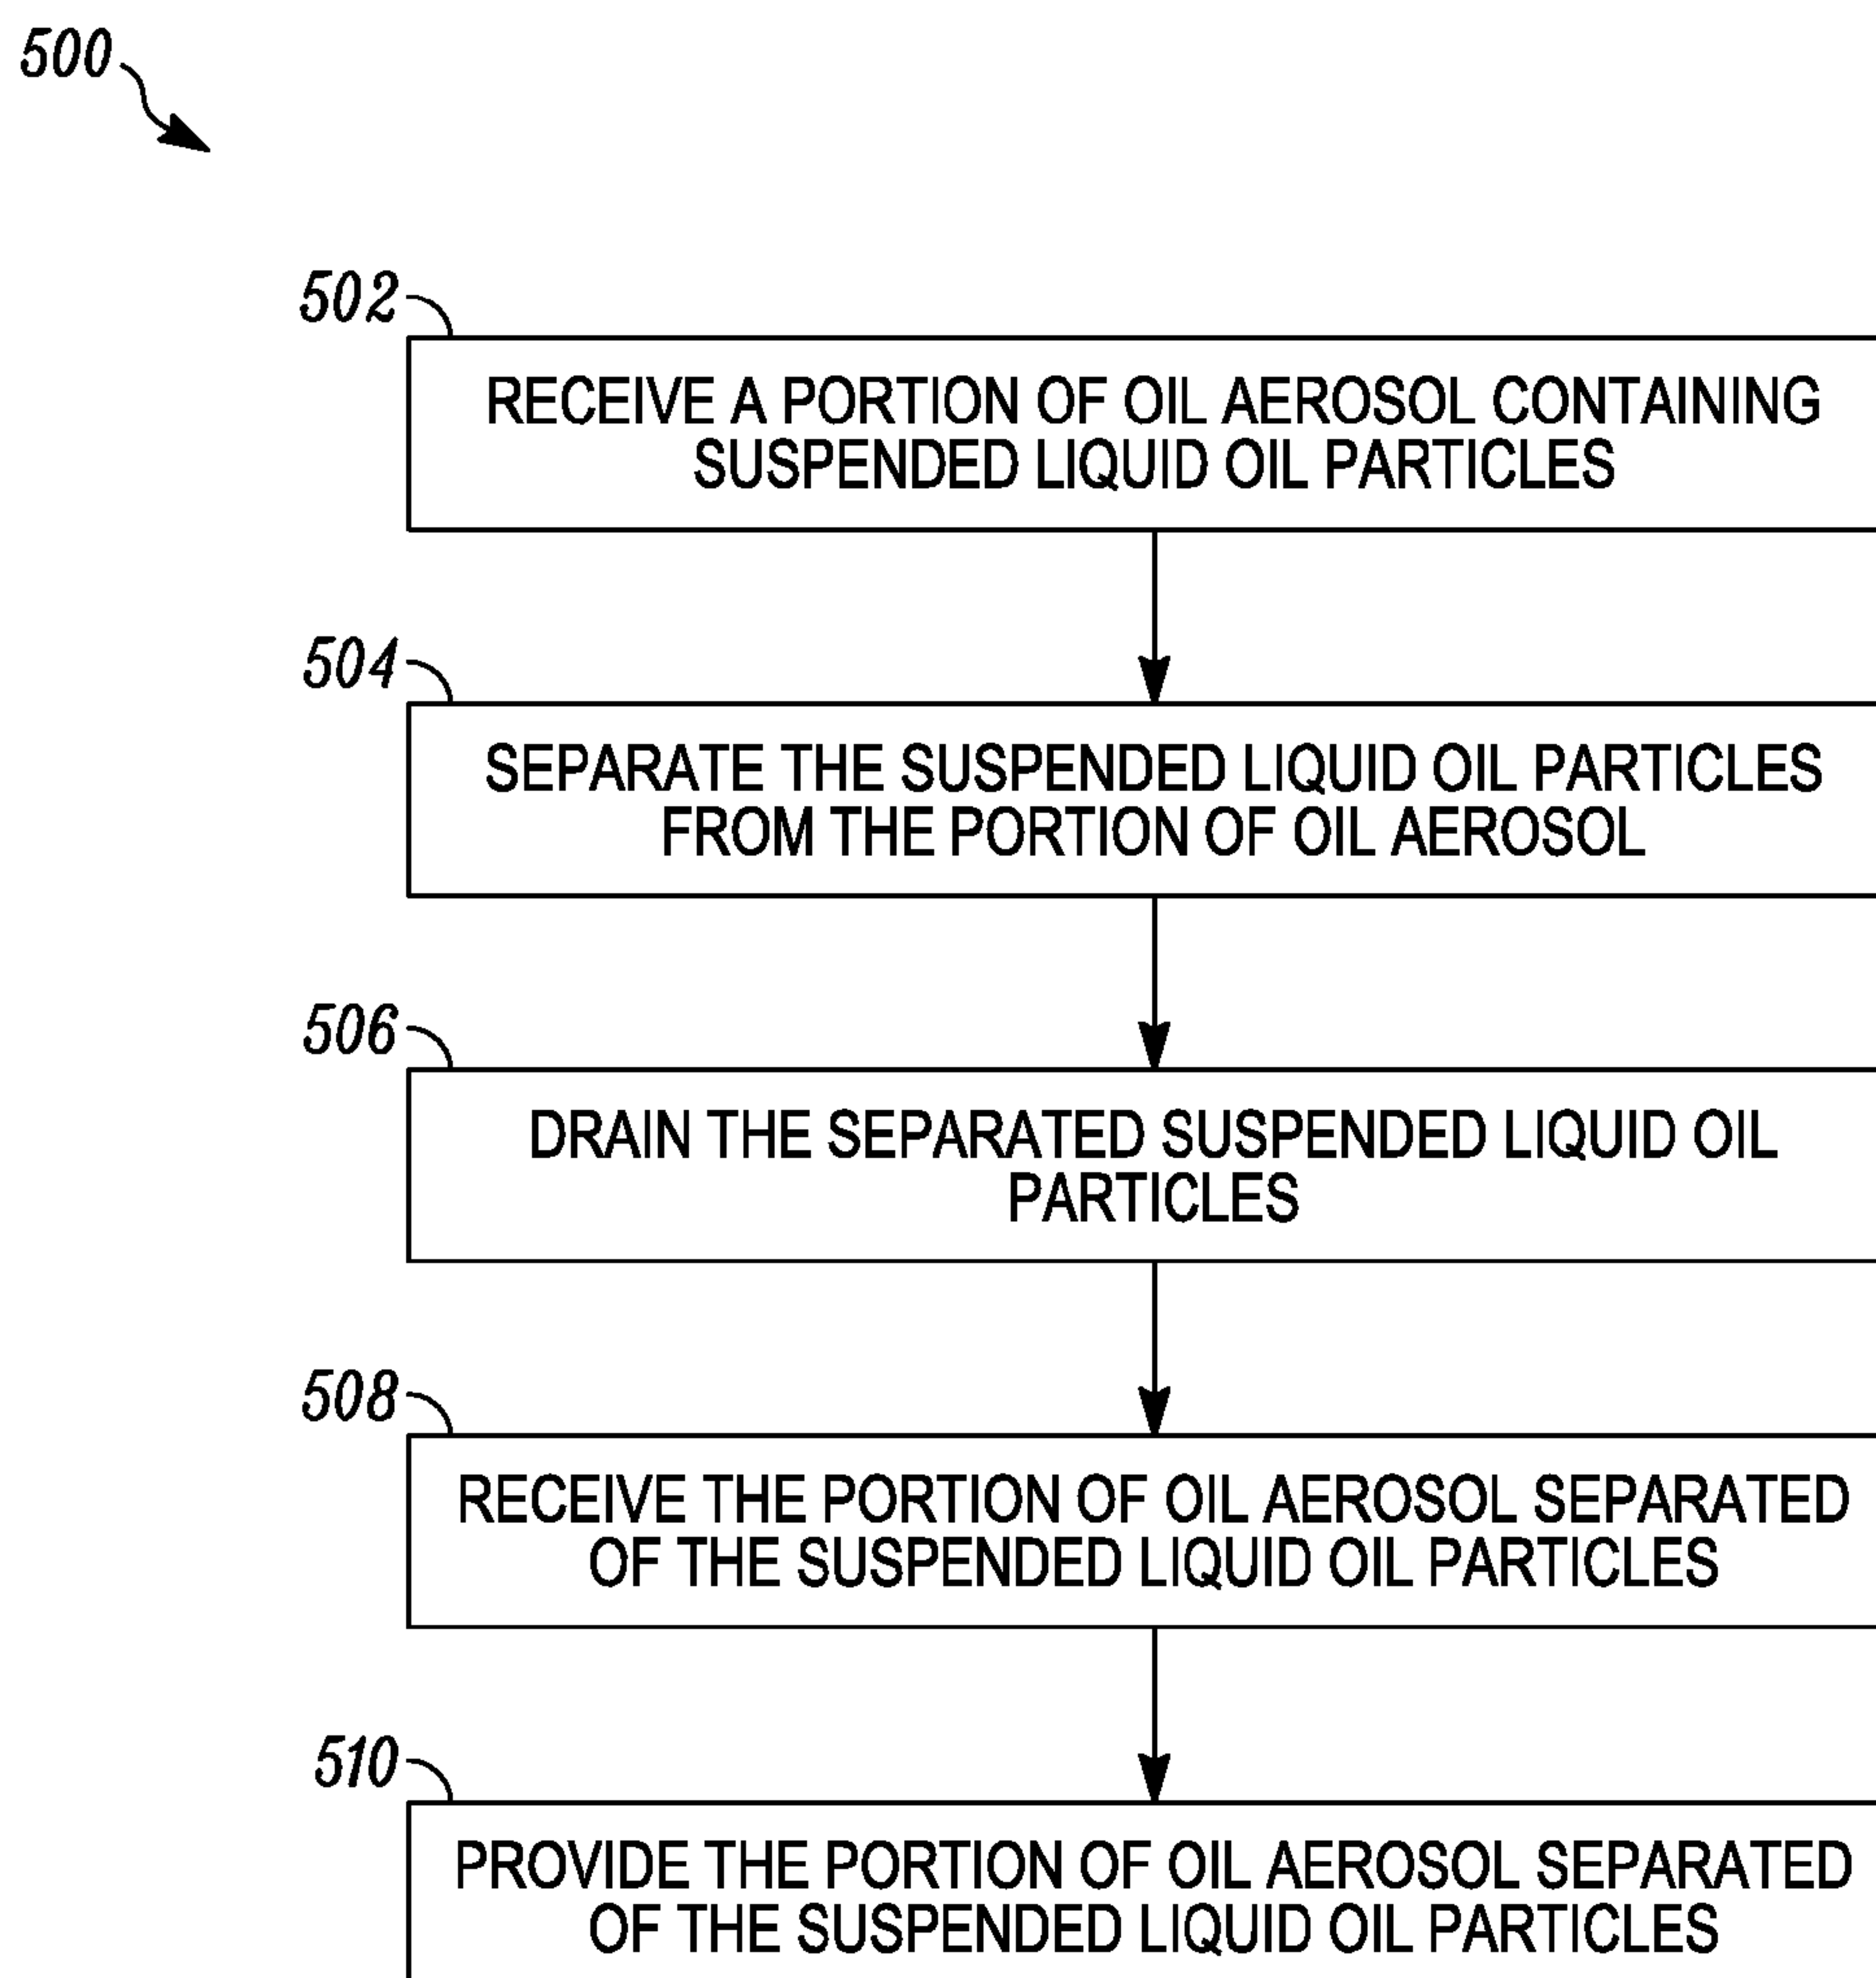 500
502
RECEIVE A PORTION OF OIL AEROSOL CONTAINING
SUSPENDED LIQUID OIL PARTICLES
504
SEPARATE THE SUSPENDED LIQUID OIL PARTICLES
FROM THE PORTION OF OIL AEROSOL
506
DRAIN THE SEPARATED SUSPENDED LIQUID OIL
PARTICLES
508
RECEIVE THE PORTION OF OIL AEROSOL SEPARATED
OF THE SUSPENDED LIQUID OIL PARTICLES
510
PROVIDE THE PORTION OF OIL AEROSOL SEPARATED
OF THE SUSPENDED LIQUID OIL PARTICLES